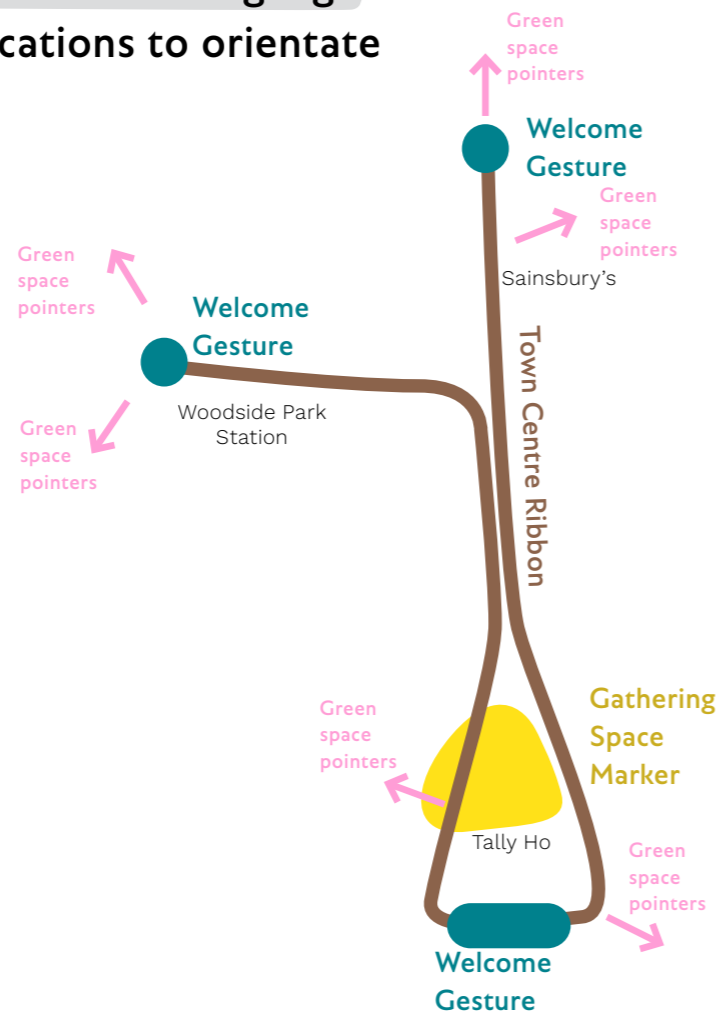 cations to orientate
Green
space
pointers
Welcome
Gesture
Green
space
pointers
Sainsbury's
Green
space
pointers
Welcome
Gesture
Woodside Park
Station
Green
space
pointers
Town Centre Ribbon
Gathering
Space
Marker
Green
space
pointers
Tally Ho
Green
space
pointers
Welcome
Gesture